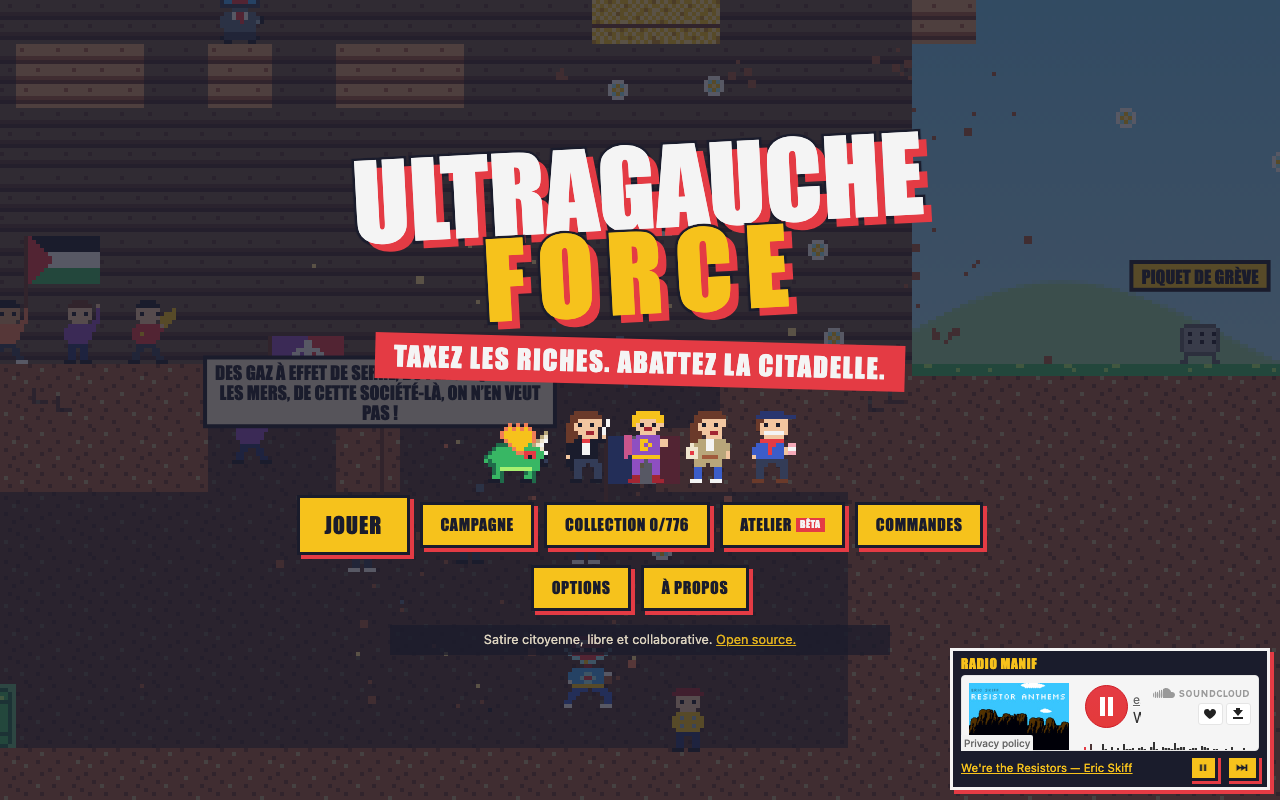 ULTRAGAUCHE
FORCE
PIQUET DE GRÈVE
TAXEZ LES RICHES. ABATTEZ LA CITADELLE.
DES GAZ À EFFET DE
LES MERS, DE CETTE SOCIÉTÉ-LÀ, ON N'EN VEUT
PAS !
JOUER
CAMPAGNE
COLLECTION 0/776
ATELIER BÊTA
COMMANDES
OPTIONS
À PROPOS
Satire citoyenne, libre et collaborative. Open source.
RADIO MANIF
ERIC SKIFF
RESISTOR ANTHEMS
SOUNDCLOUD
Privacy policy
We're the Resistors — Eric Skiff